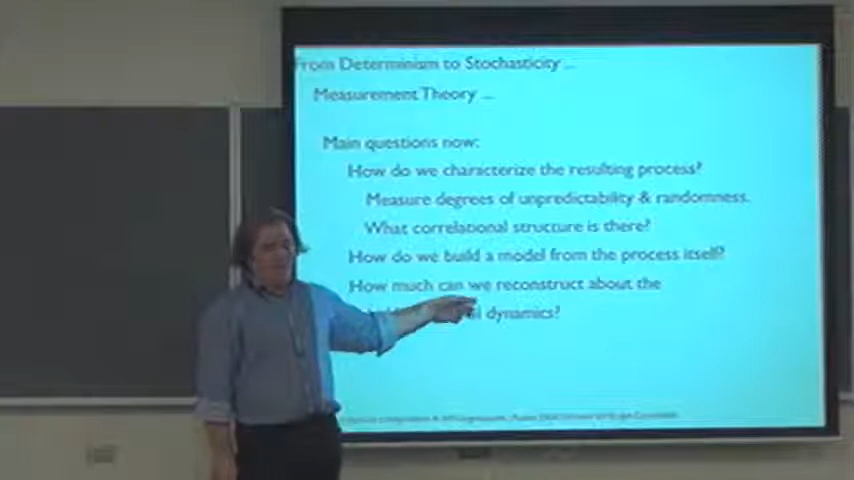 From Determinism to Stochasticity ...
Measurement Theory ...
Main questions now:
How do we characterize the resulting process?
Measure degrees of unpredictability & randomness.
What correlational structure is there?
How do we build a model from the process itself?
How much can we reconstruct about the
dynamics?